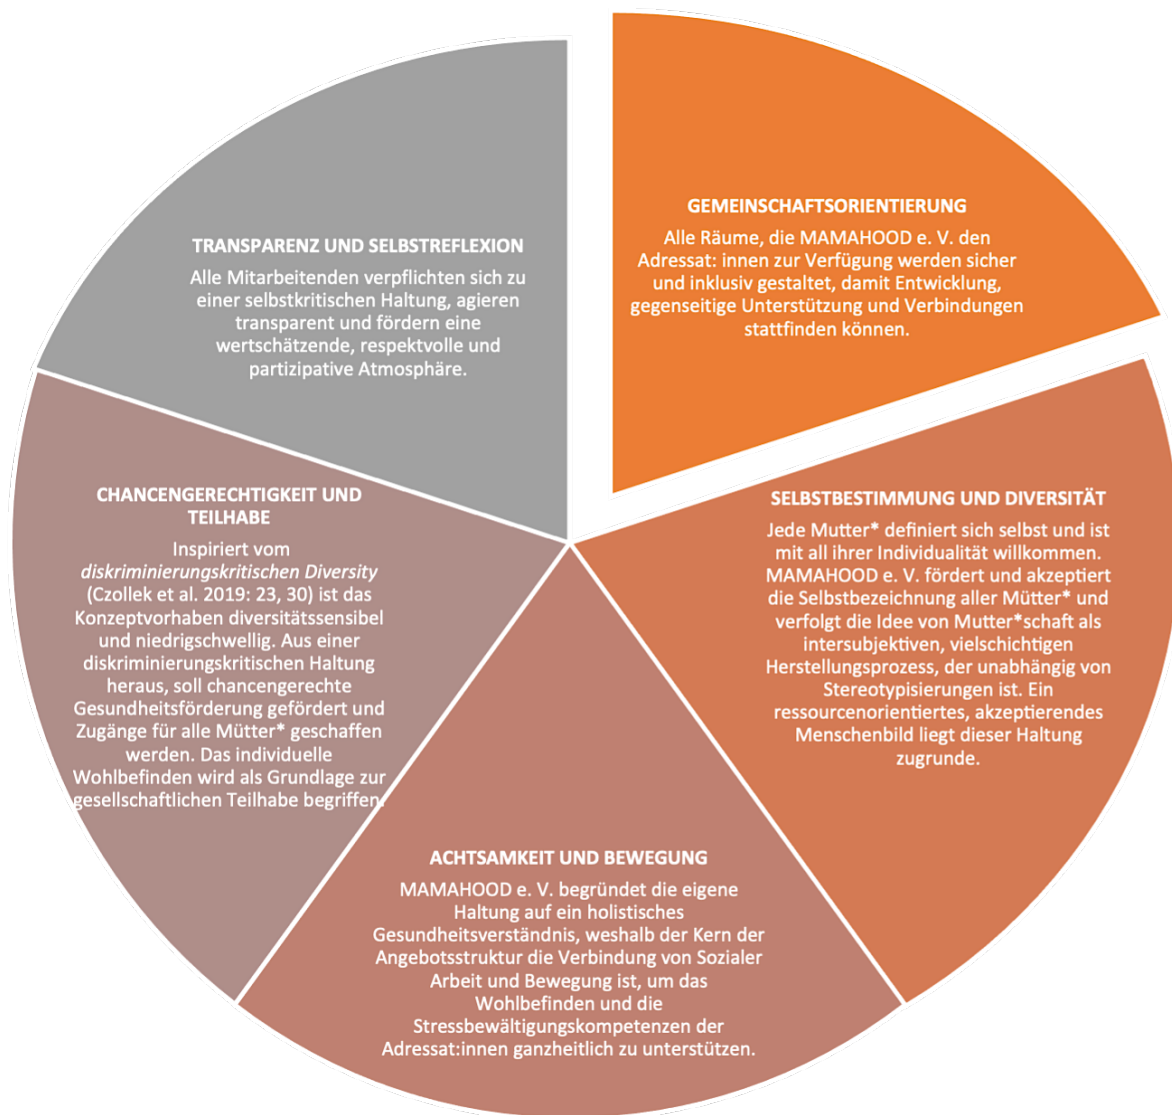 GEMEINSCHAFTSORIENTIERUNG
Alle Räume, die MAMAHOOD e. V. den
Adressat: innen zur Verfügung werden sicher
und inklusiv gestaltet, damit Entwicklung,
gegenseitige Unterstützung und Verbindungen
stattfinden können.
SELBSTBESTIMMUNG UND DIVERSITÄT
Jede Mutter* definiert sich selbst und ist
mit all ihrer Individualität willkommen.
MAMAHOOD e. V. fördert und akzeptiert
die Selbstbezeichnung aller Mütter* und
verfolgt die Idee von Mutter*schaft als
intersubjektiven, vielschichtigen
Herstellungsprozess, der unabhängig von
Stereotypisierungen ist. Ein
ressourcenorientiertes, akzeptierendes
Menschenbild liegt dieser Haltung
zugrunde.
ACHTSAMKEIT UND BEWEGUNG
MAMAHOOD e. V. begründet die eigene
Haltung auf ein holistisches
Gesundheitsverständnis, weshalb der Kern der
Angebotsstruktur die Verbindung von Sozialer
Arbeit und Bewegung ist, um das
Wohlbefinden und die
Stressbewältigungskompetenzen der
Adressat:innen ganzheitlich zu unterstützen.
CHANCENGERECHTIGKEIT UND
TEILHABE
Inspiriert vom
diskriminierungskritischen Diversity
(Czollek et al. 2019: 23, 30) ist das
Konzeptvorhaben diversitätssensibel
und niedrigschwellig. Aus einer
diskriminierungskritischen Haltung
heraus, soll chancengerechte
Gesundheitsförderung gefördert und
Zugänge für alle Mütter* geschaffen
werden. Das individuelle
Wohlbefinden wird als Grundlage zur
gesellschaftlichen Teilhabe begriffen.
TRANSPARENZ UND SELBSTREFLEXION
Alle Mitarbeitenden verpflichten sich zu
einer selbstkritischen Haltung, agieren
transparent und fördern eine
wertschätzende, respektvolle und
partizipative Atmosphäre.